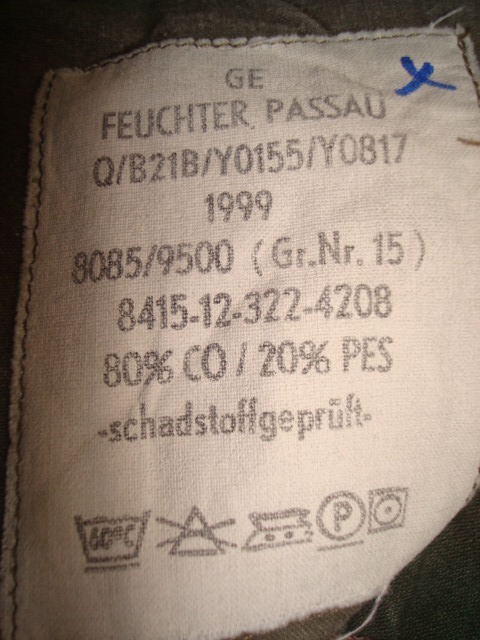 GE
FEUCHTER, PASSAU
Q/B21B/Y0155/Y0817
1999
8085/9500 (Gr.Nr. 15)
8415-12-322-4208
80% CO / 20% PES
-schadstoffgeprüft-
60°C P